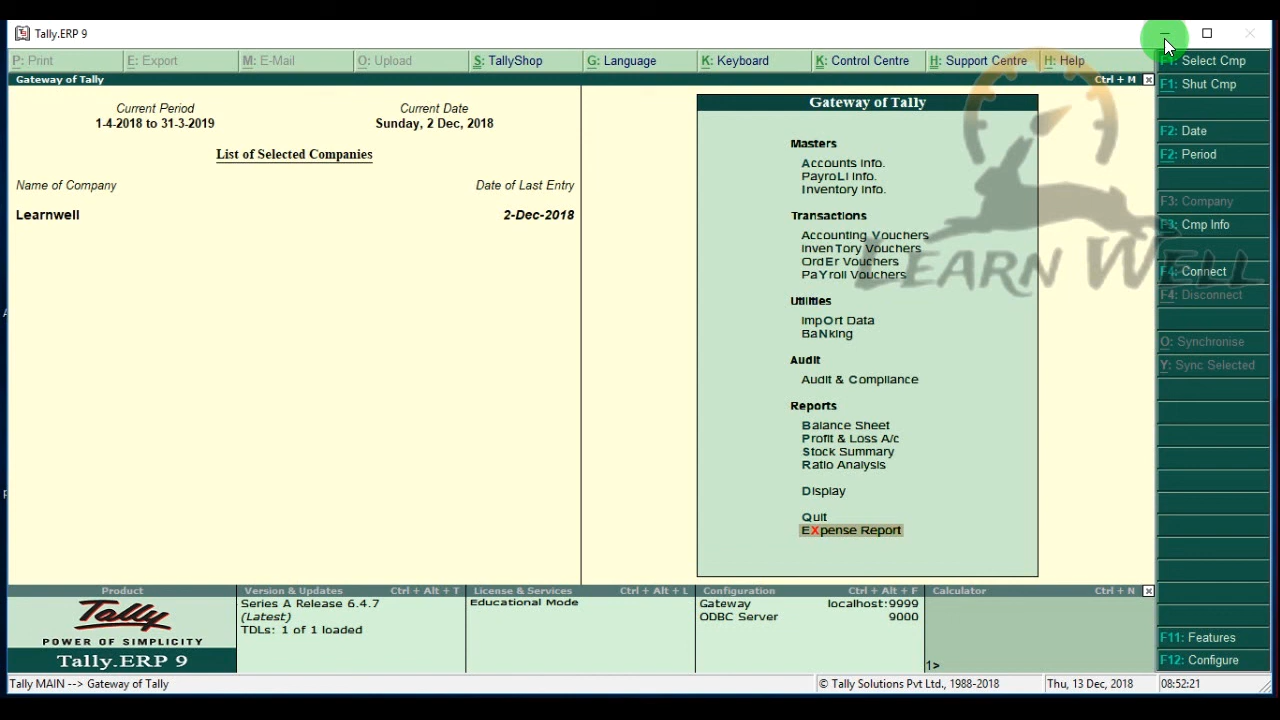 Tally.ERP 9
P: Print E: Export M: E-Mail O: Upload S: TallyShop G: Language K: Keyboard K: Control Centre H: Support Centre H: Help
Gateway of Tally Ctrl + M
Current Period Current Date
1-4-2018 to 31-3-2019 Sunday, 2 Dec, 2018
List of Selected Companies
Name of Company Date of Last Entry
Learnwell 2-Dec-2018
Gateway of Tally
Masters
Accounts Info.
PayroLl Info.
Inventory Info.
Transactions
Accounting Vouchers
InvenTory Vouchers
OrdEr Vouchers
PaYroll Vouchers
Utilities
ImpOrt Data
BaNking
Audit
Audit & Compliance
Reports
Balance Sheet
Profit & Loss A/c
Stock Summary
Ratio Analysis
Display
Quit
EXpense Report
LEARN WELL
F1: Select Cmp
F1: Shut Cmp
F2: Date
F2: Period
F3: Company
F3: Cmp Info
F4: Connect
F4: Disconnect
O: Synchronise
Y: Sync Selected
F11: Features
F12: Configure
Product
Tally
POWER OF SIMPLICITY
Tally.ERP 9
Version & Updates Ctrl + Alt + T
Series A Release 6.4.7
(Latest)
TDLs: 1 of 1 loaded
License & Services Ctrl + Alt + L
Educational Mode
Configuration Ctrl + Alt + F
Gateway localhost:9999
ODBC Server 9000
Calculator Ctrl + N
1>
Tally MAIN --> Gateway of Tally © Tally Solutions Pvt Ltd., 1988-2018 Thu, 13 Dec, 2018 08:52:21